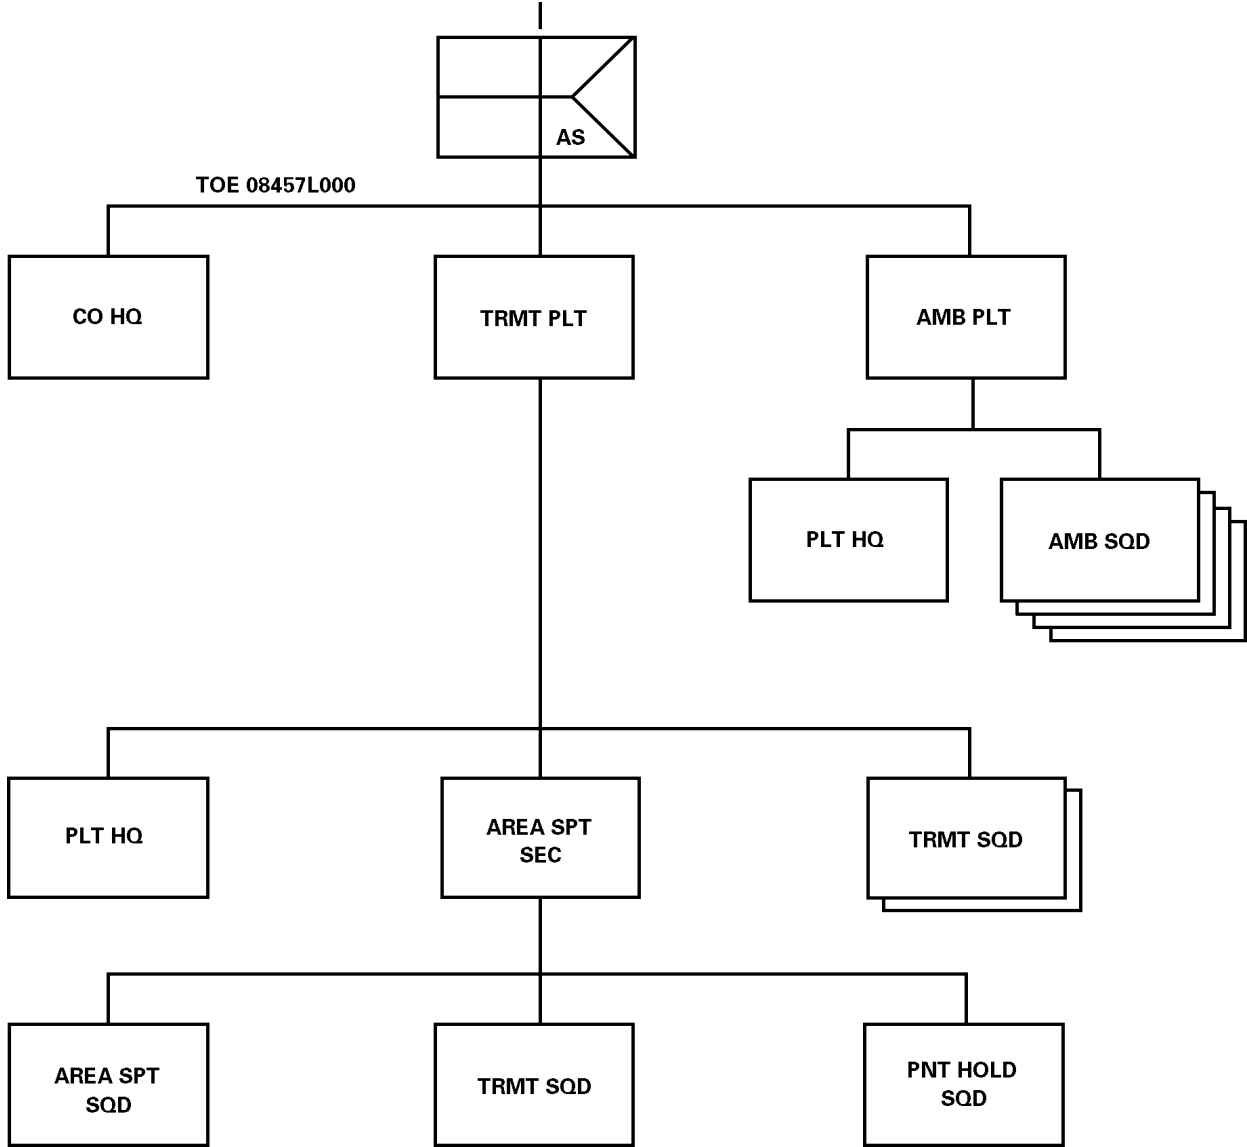 AS
TOE 08457L000
CO HQ
TRMT PLT
AMB PLT
PLT HQ
AMB SQD
PLT HQ
AREA SPT
SEC
TRMT SQD
AREA SPT
SQD
TRMT SQD
PNT HOLD
SQD